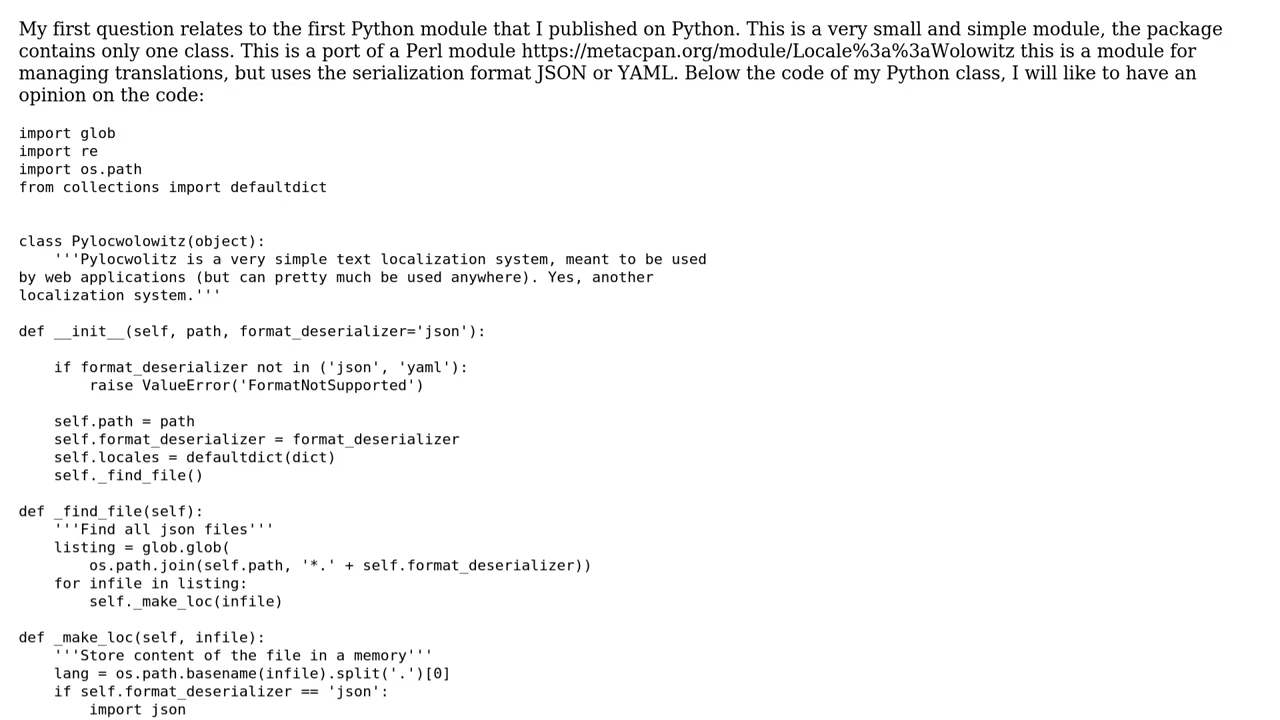 My first question relates to the first Python module that I published on Python. This is a very small and simple module, the package
contains only one class. This is a port of a Perl module https://metacpan.org/module/Locale%3a%3aWolowitz this is a module for
managing translations, but uses the serialization format JSON or YAML. Below the code of my Python class, I will like to have an
opinion on the code:
import glob
import re
import os.path
from collections import defaultdict
class Pylocwolowitz(object):
    '''Pylocwolitz is a very simple text localization system, meant to be used
by web applications (but can pretty much be used anywhere). Yes, another
localization system.'''
def __init__(self, path, format_deserializer='json'):
    if format_deserializer not in ('json', 'yaml'):
        raise ValueError('FormatNotSupported')
    self.path = path
    self.format_deserializer = format_deserializer
    self.locales = defaultdict(dict)
    self._find_file()
def _find_file(self):
    '''Find all json files'''
    listing = glob.glob(
        os.path.join(self.path, '*.' + self.format_deserializer))
    for infile in listing:
        self._make_loc(infile)
def _make_loc(self, infile):
    '''Store content of the file in a memory'''
    lang = os.path.basename(infile).split('.')[0]
    if self.format_deserializer == 'json':
        import json